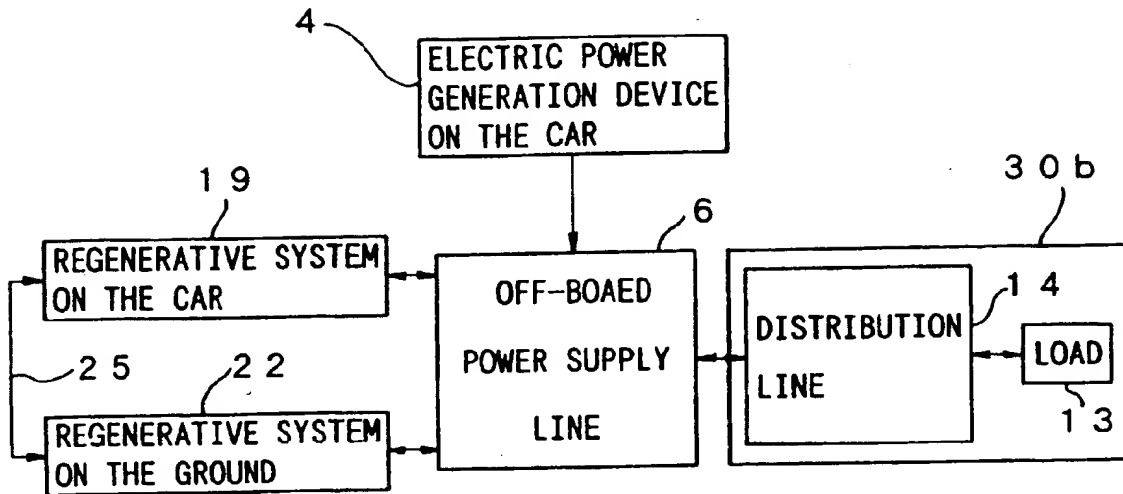 4
ELECTRIC POWER
GENERATION DEVICE
ON THE CAR
19
REGENERATIVE SYSTEM
ON THE CAR
6
OFF-BOAED
POWER SUPPLY
LINE
30b
DISTRIBUTION
LINE
14
LOAD
13
25
22
REGENERATIVE SYSTEM
ON THE GROUND